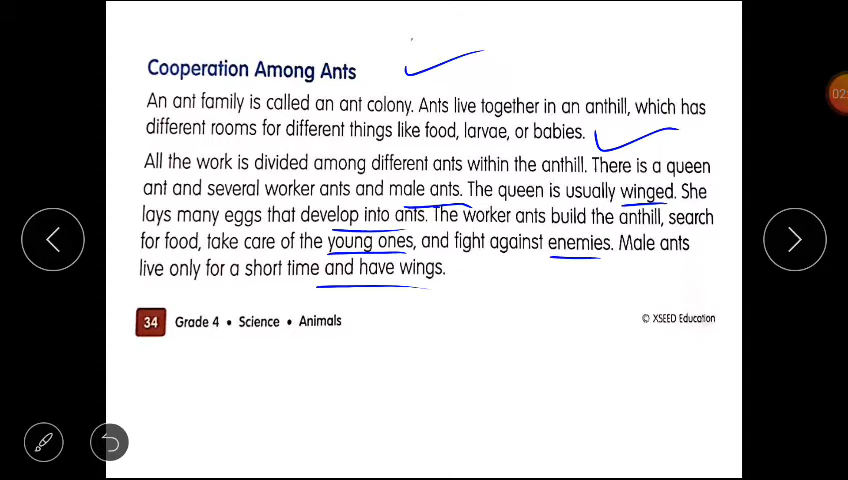 Cooperation Among Ants
An ant family is called an ant colony. Ants live together in an anthill, which has
different rooms for different things like food, larvae, or babies.
All the work is divided among different ants within the anthill. There is a queen
ant and several worker ants and male ants. The queen is usually winged. She
lays many eggs that develop into ants. The worker ants build the anthill, search
for food, take care of the young ones, and fight against enemies. Male ants
live only for a short time and have wings.
34 Grade 4 • Science • Animals
© XSEED Education